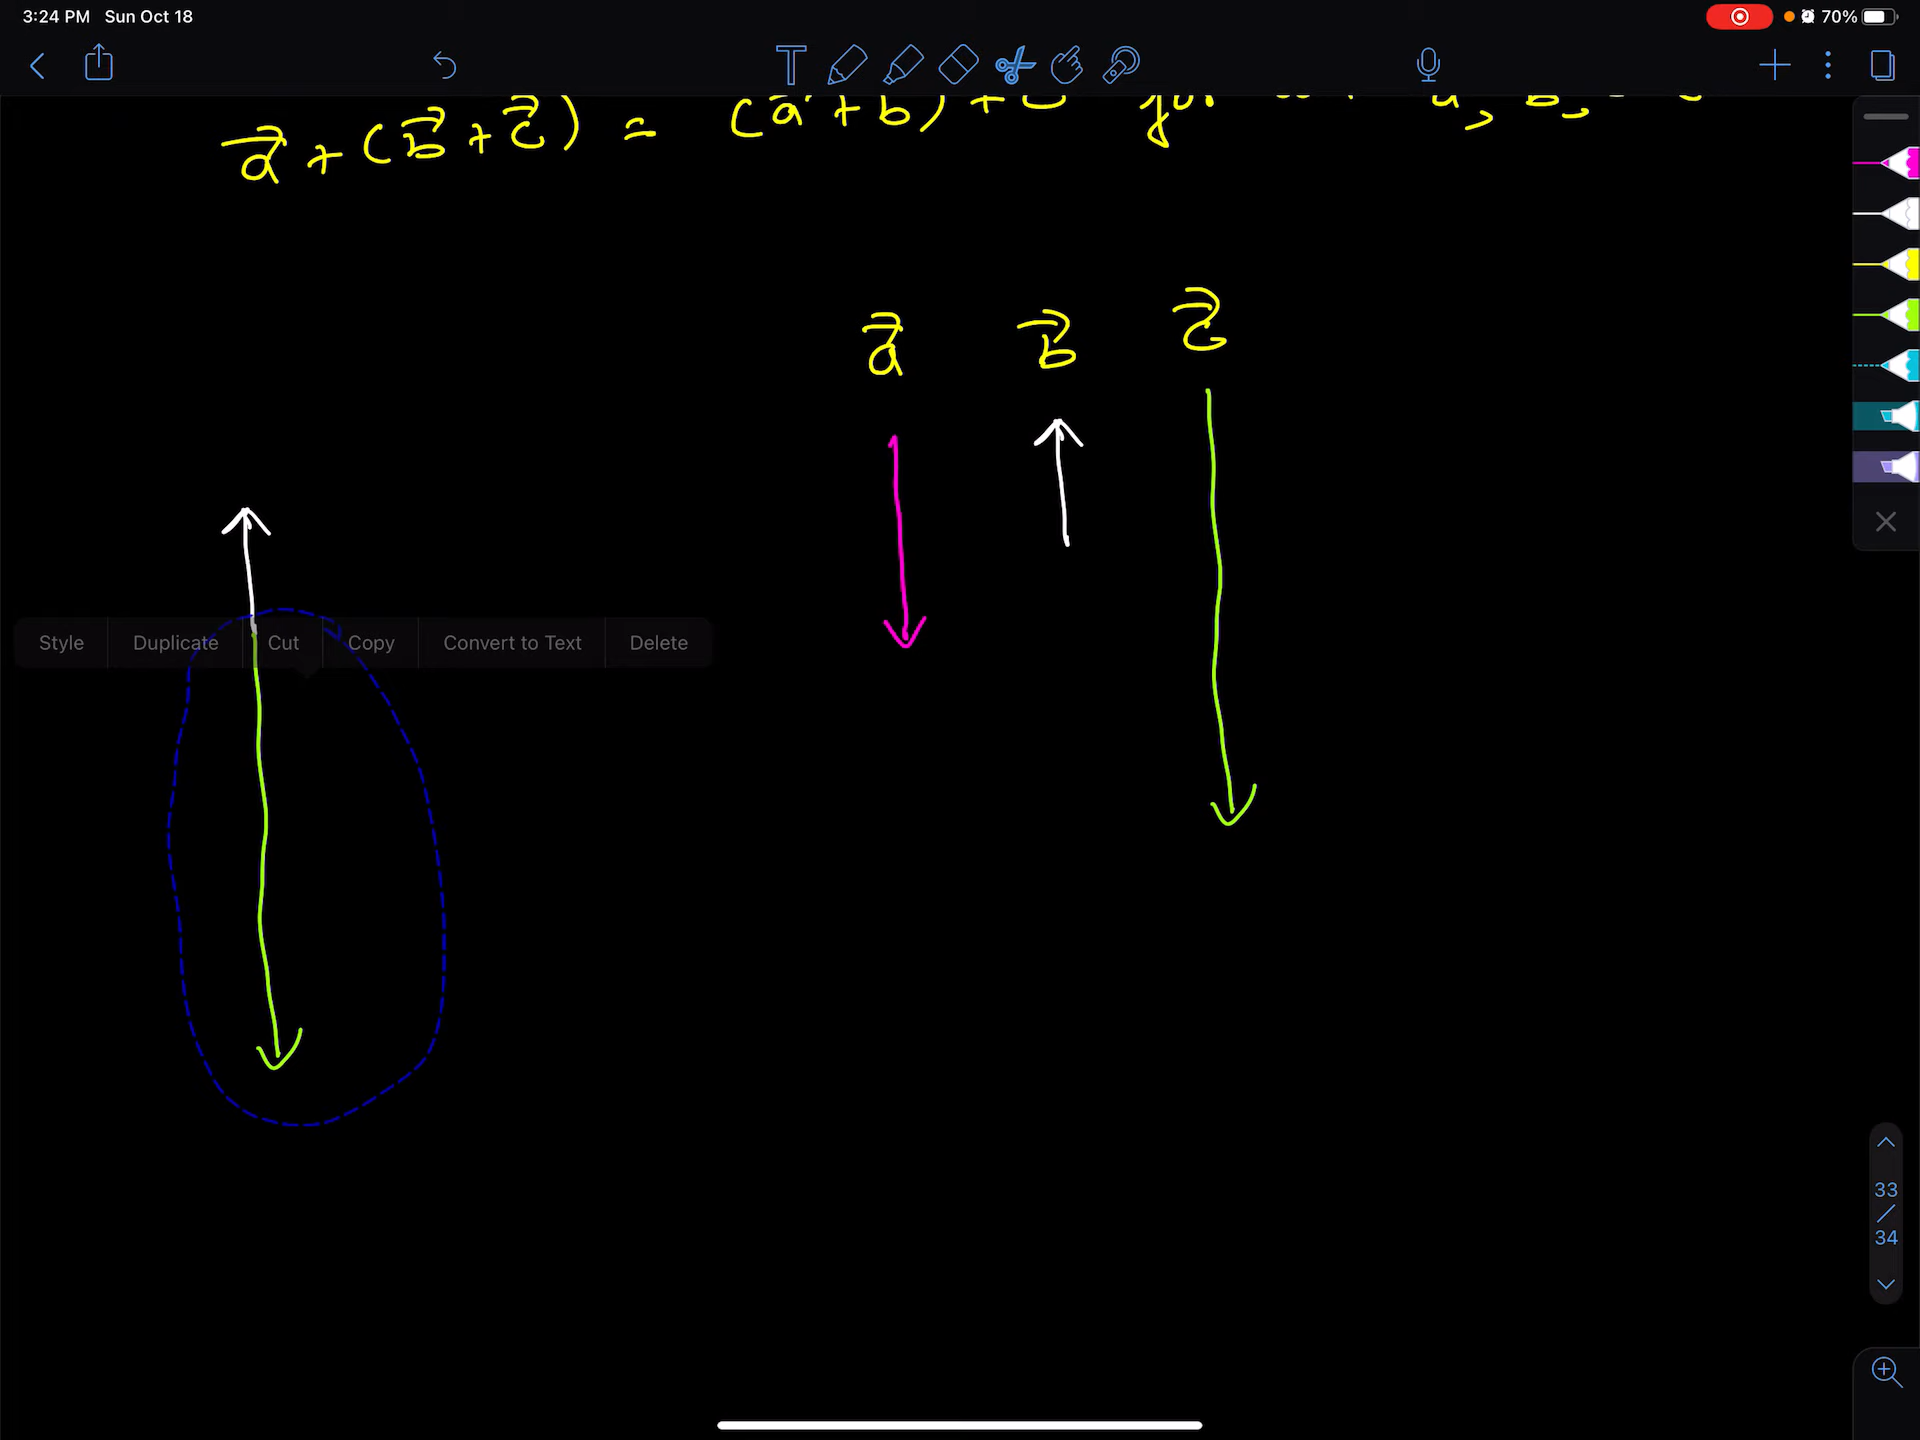 3:24 PM Sun Oct 18 70%
T
a⃗ + (b⃗ + c⃗) = (a⃗ + b) +
a⃗ b⃗ c⃗
Style Duplicate Cut Copy Convert to Text Delete
33
/
34